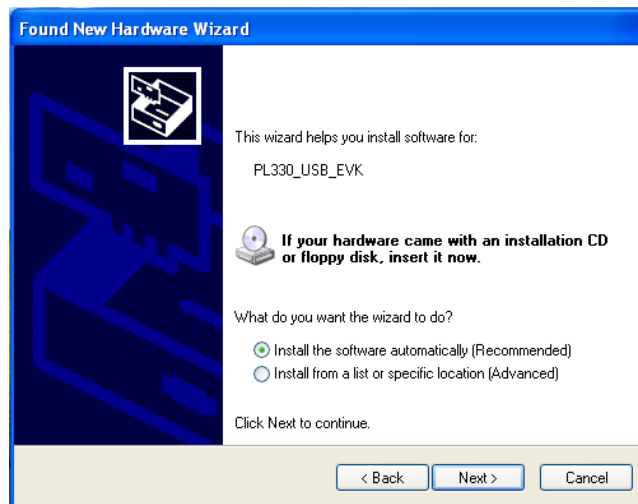 Found New Hardware Wizard
This wizard helps you install software for:
PL330_USB_EVK
If your hardware came with an installation CD
or floppy disk, insert it now.
What do you want the wizard to do?
Install the software automatically (Recommended)
Install from a list or specific location (Advanced)
Click Next to continue.
< Back
Next >
Cancel